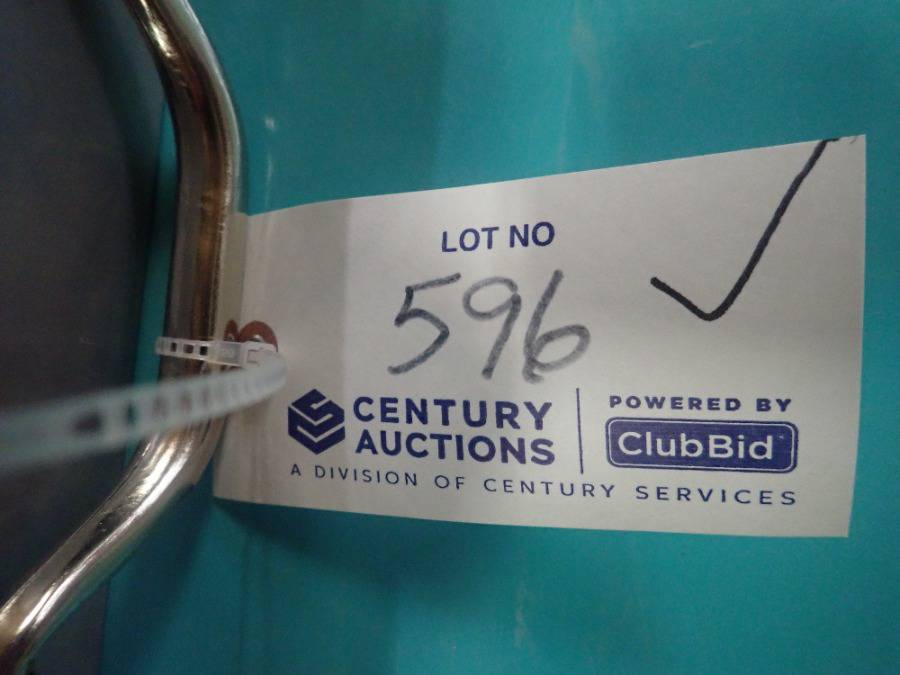 LOT NO
596
CENTURY
AUCTIONS
A DIVISION OF CENTURY SERVICES
POWERED BY
ClubBid